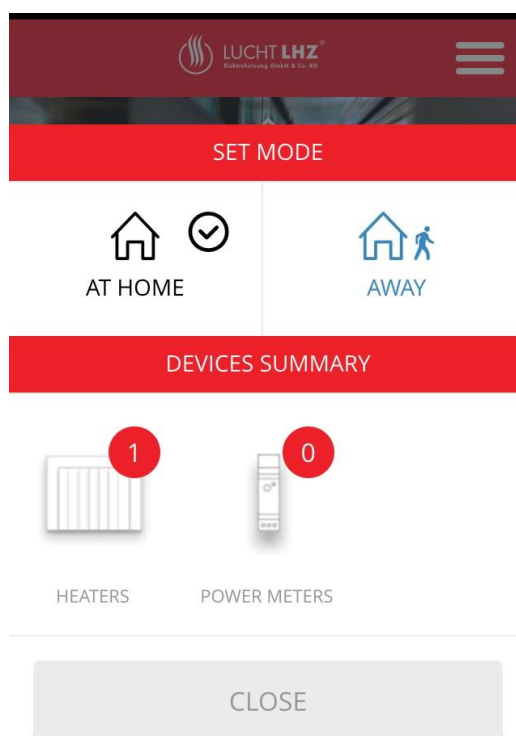 LUCHT LHZ®
Elektroheizung GmbH & Co. KG
SET MODE
AT HOME
AWAY
DEVICES SUMMARY
1
0
HEATERS
POWER METERS
CLOSE